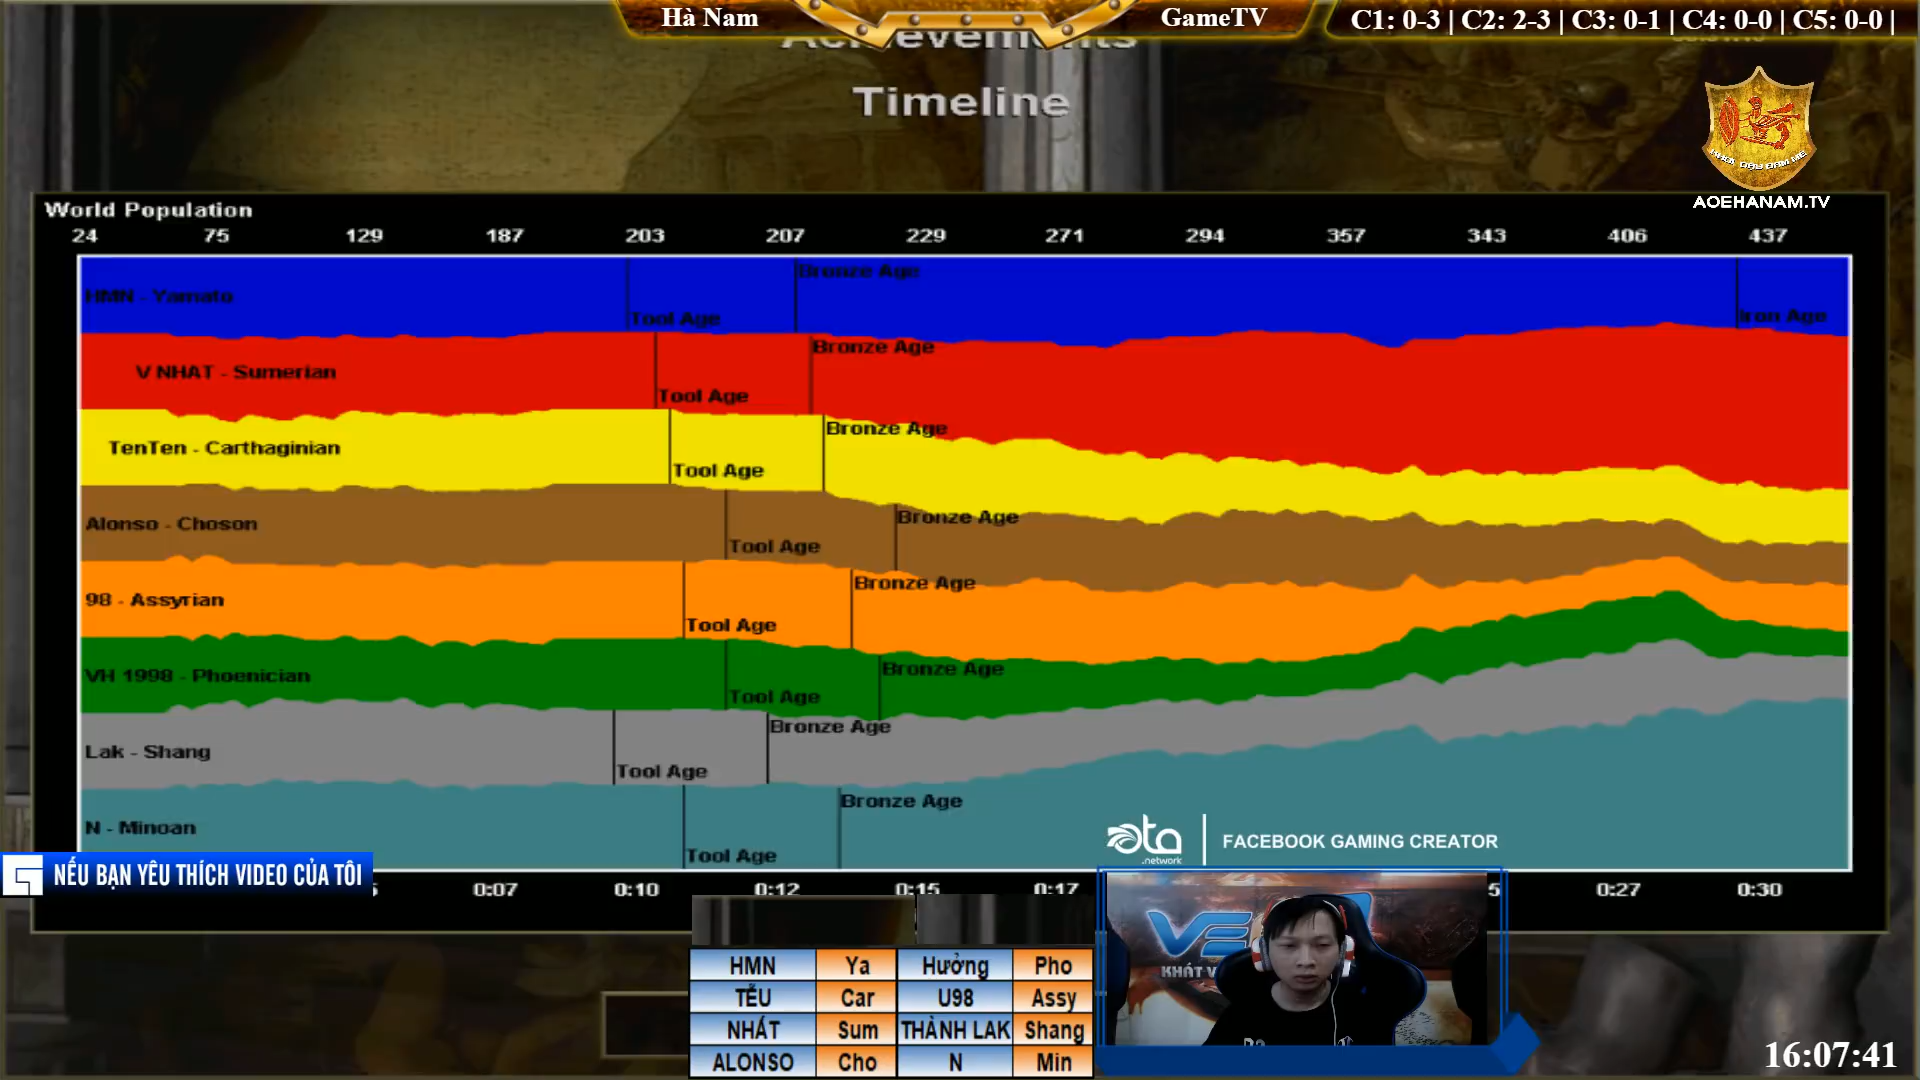 Hà Nam
GameTV
C1: 0-3 | C2: 2-3 | C3: 0-1 | C4: 0-0 | C5: 0-0 |
Achievements
Timeline
AOEHANAM.TV
World Population
24 75 129 187 203 207 229 271 294 357 343 406 437
Bronze Age
HMN - Yamato
Tool Age
Iron Age
Bronze Age
V NHAT - Sumerian
Tool Age
Bronze Age
TenTen - Carthaginian
Tool Age
Bronze Age
Alonso - Choson
Tool Age
Bronze Age
98 - Assyrian
Tool Age
Bronze Age
VH 1998 - Phoenician
Tool Age
Bronze Age
Lak - Shang
Tool Age
Bronze Age
N - Minoan
Tool Age
ota
.network
FACEBOOK GAMING CREATOR
NẾU BẠN YÊU THÍCH VIDEO CỦA TÔI
0:07 0:10 0:12 0:15 0:17 0:27 0:30
HMN Ya Hưởng Pho
TỄU Car U98 Assy
NHÁT Sum THÀNH LAK Shang
ALONSO Cho N Min
KHÁT V
16:07:41